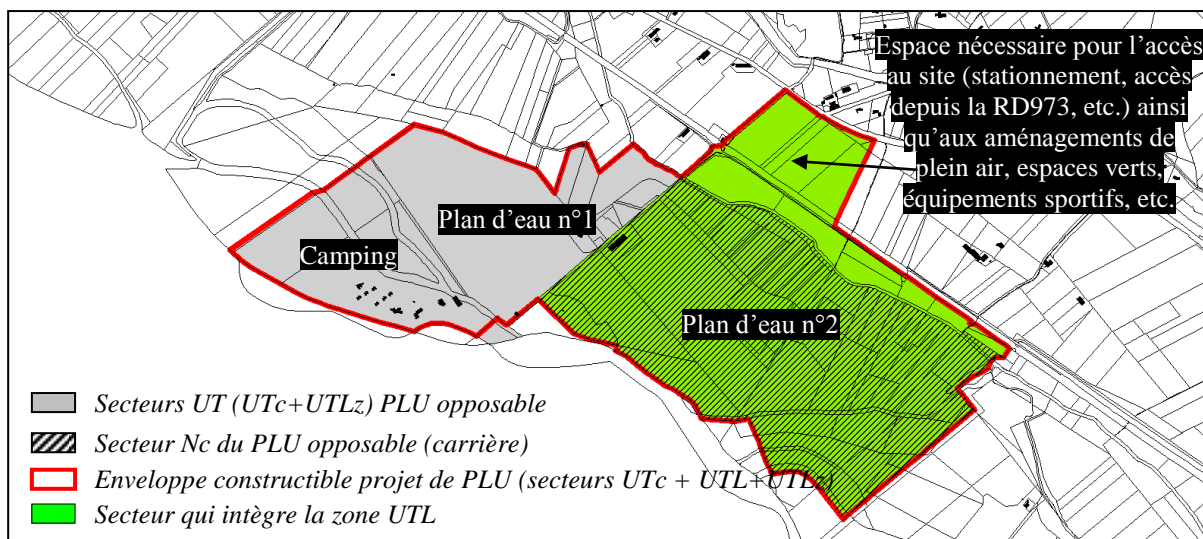 Espace nécessaire pour l’accès
au site (stationnement, accès
depuis la RD973, etc.) ainsi
qu’aux aménagements de
plein air, espaces verts,
équipements sportifs, etc.
Plan d’eau n°1
Camping
Plan d’eau n°2
Secteurs UT (UTc+UTLz) PLU opposable
Secteur Nc du PLU opposable (carrière)
Enveloppe constructible projet de PLU (secteurs UTc + UTL+UTLz)
Secteur qui intègre la zone UTL